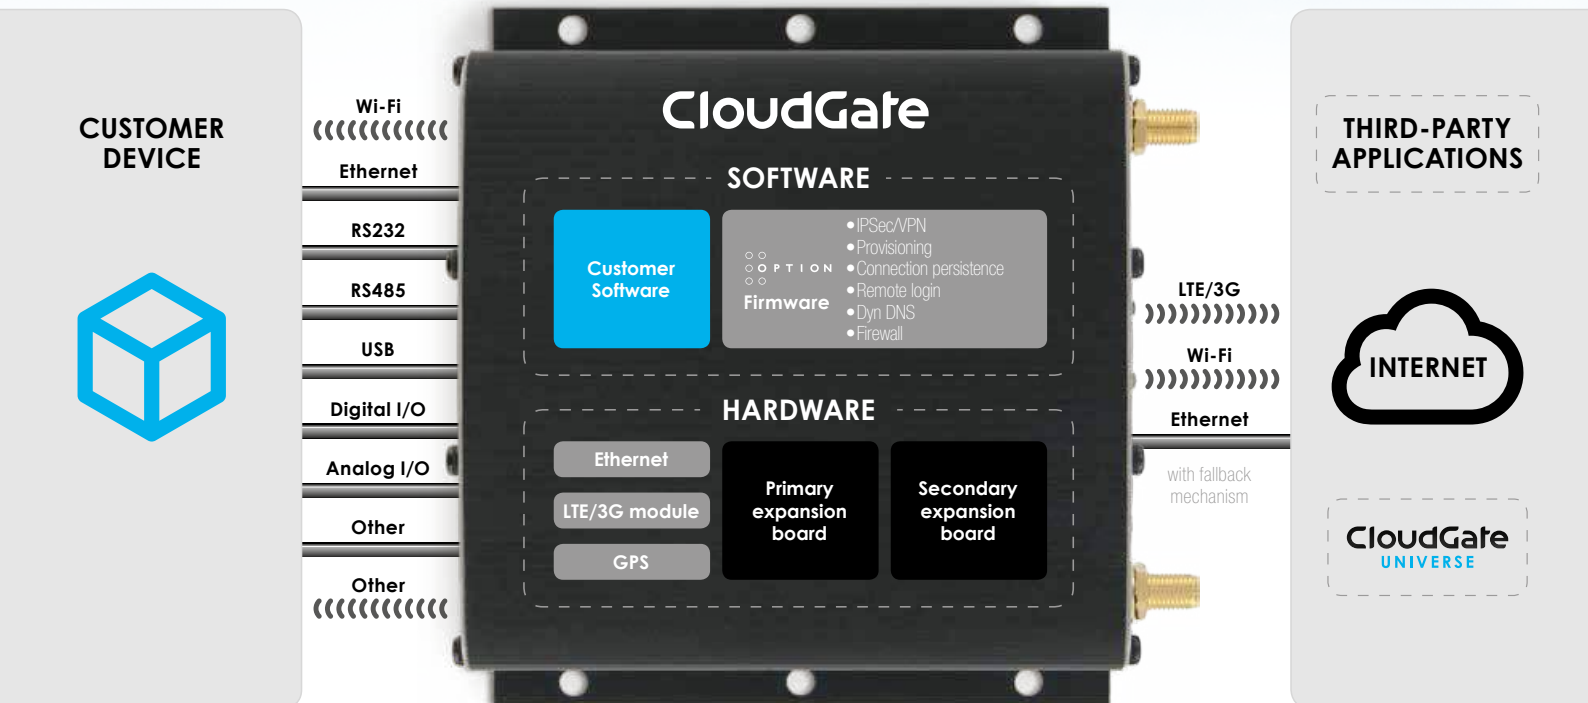 CUSTOMER
DEVICE
Wi-Fi
Ethernet
RS232
RS485
USB
Digital I/O
Analog I/O
Other
Other
CloudGate
SOFTWARE
Customer
Software
OPTION
Firmware
•IPSec/VPN
•Provisioning
•Connection persistence
•Remote login
•Dyn DNS
•Firewall
HARDWARE
Ethernet
LTE/3G module
GPS
Primary
expansion
board
Secondary
expansion
board
LTE/3G
Wi-Fi
Ethernet
with fallback
mechanism
THIRD-PARTY
APPLICATIONS
INTERNET
CloudGate
UNIVERSE